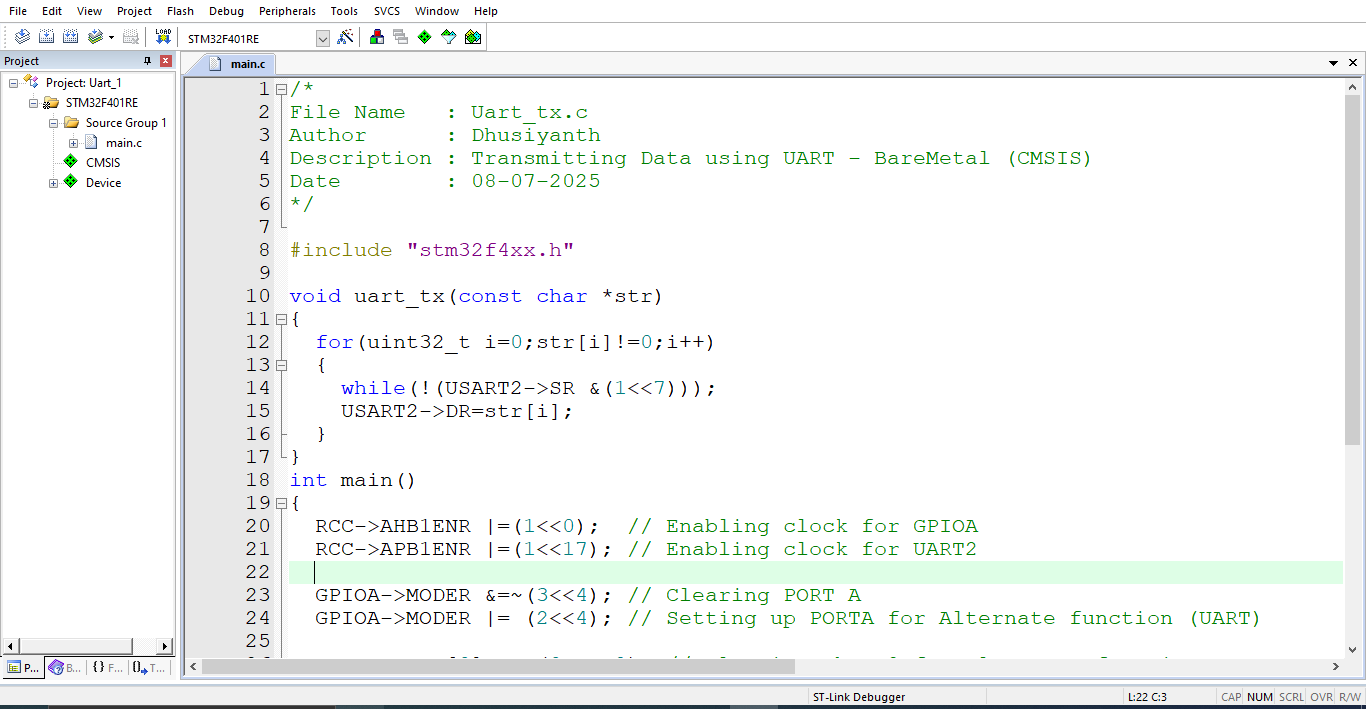 File Edit View Project Flash Debug Peripherals Tools SVCS Window Help
LOAD STM32F401RE
Project
main.c
Project: Uart_1
STM32F401RE
Source Group 1
main.c
CMSIS
Device
1 /*
2 File Name   : Uart_tx.c
3 Author      : Dhusiyanth
4 Description : Transmitting Data using UART - BareMetal (CMSIS)
5 Date        : 08-07-2025
6 */
7
8 #include "stm32f4xx.h"
9
10 void uart_tx(const char *str)
11 {
12   for(uint32_t i=0;str[i]!=0;i++)
13   {
14     while(!(USART2->SR &(1<<7)));
15     USART2->DR=str[i];
16   }
17 }
18 int main()
19 {
20   RCC->AHB1ENR |=(1<<0);  // Enabling clock for GPIOA
21   RCC->APB1ENR |=(1<<17); // Enabling clock for UART2
22
23   GPIOA->MODER &=~(3<<4); // Clearing PORT A
24   GPIOA->MODER |= (2<<4); // Setting up PORTA for Alternate function (UART)
25
P... B... {} F... 0 T...
ST-Link Debugger L:22 C:3 CAP NUM SCRL OVR R/W